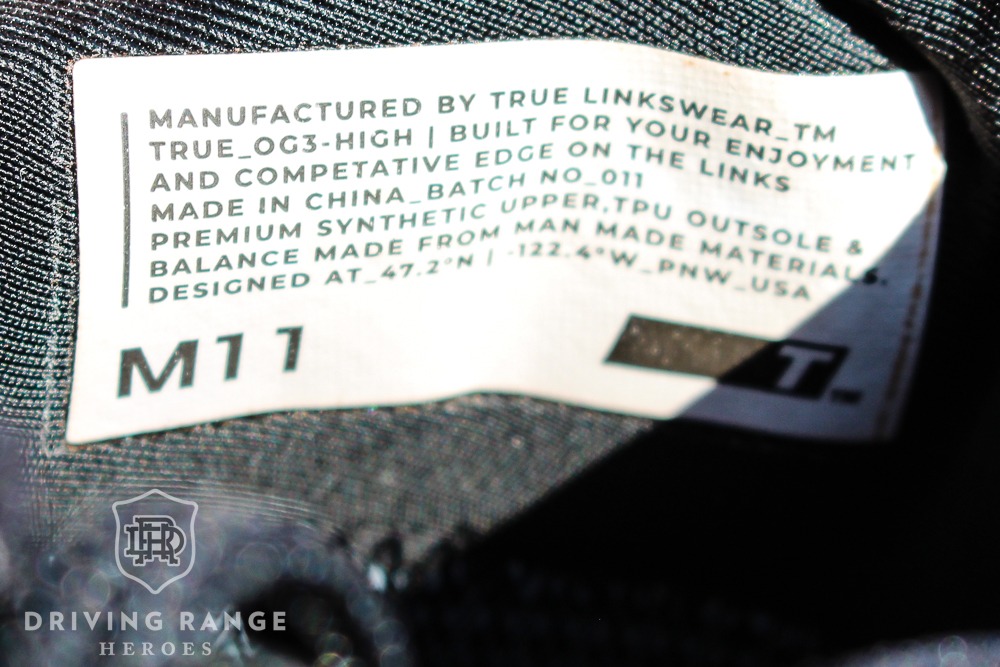 MANUFACTURED BY TRUE LINKSWEAR_TM
TRUE_OG3-HIGH | BUILT FOR YOUR ENJOYMENT
AND COMPETATIVE EDGE ON THE LINKS
MADE IN CHINA_BATCH NO_011
PREMIUM SYNTHETIC UPPER,TPU OUTSOLE &
BALANCE MADE FROM MAN MADE MATERIALS.
DESIGNED AT_47.2°N | -122.4°W_PNW_USA
M11
T™
DRH
DRIVING RANGE
HEROES